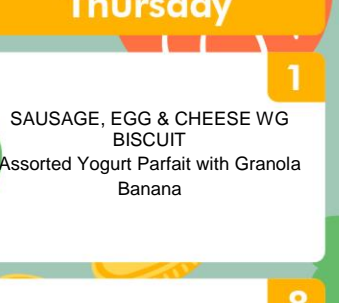 Thursday
1
SAUSAGE, EGG & CHEESE WG
BISCUIT
Assorted Yogurt Parfait with Granola
Banana
8